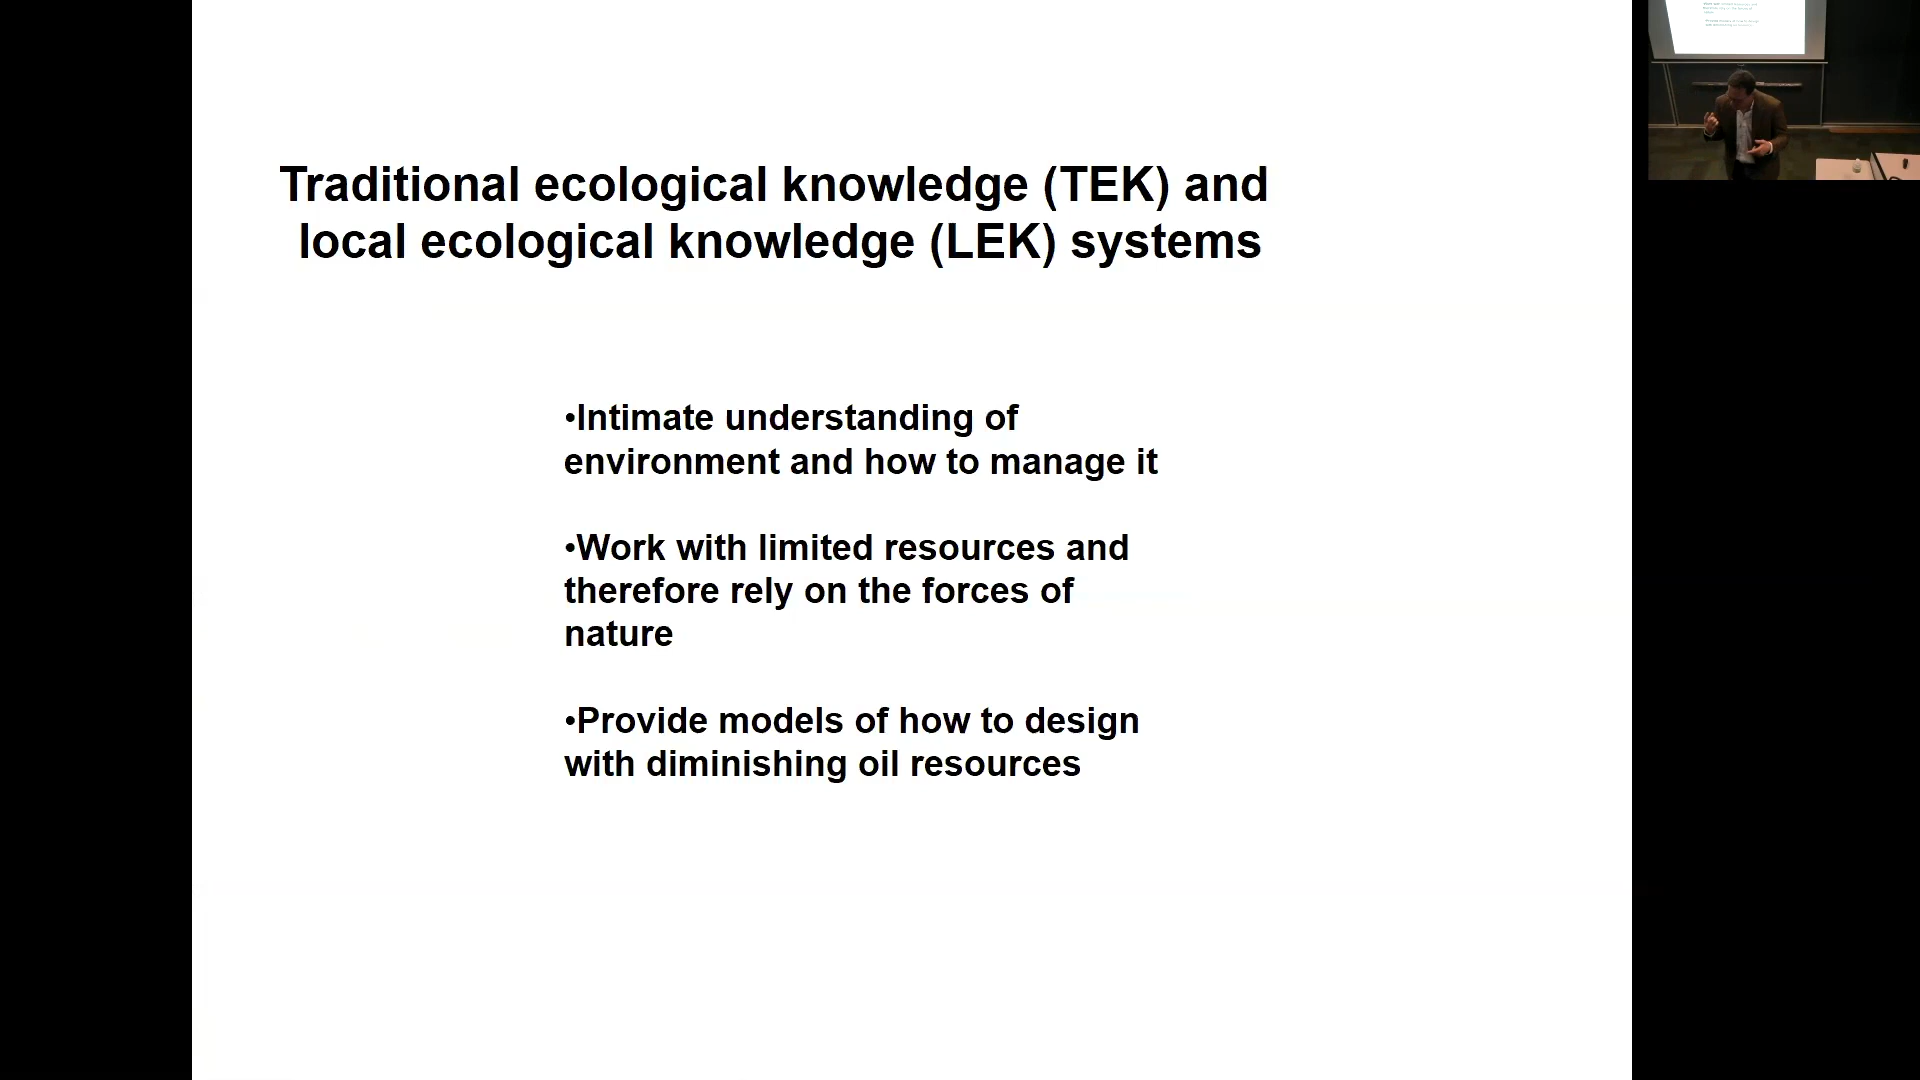 Traditional ecological knowledge (TEK) and
local ecological knowledge (LEK) systems
•Intimate understanding of
environment and how to manage it
•Work with limited resources and
therefore rely on the forces of
nature
•Provide models of how to design
with diminishing oil resources